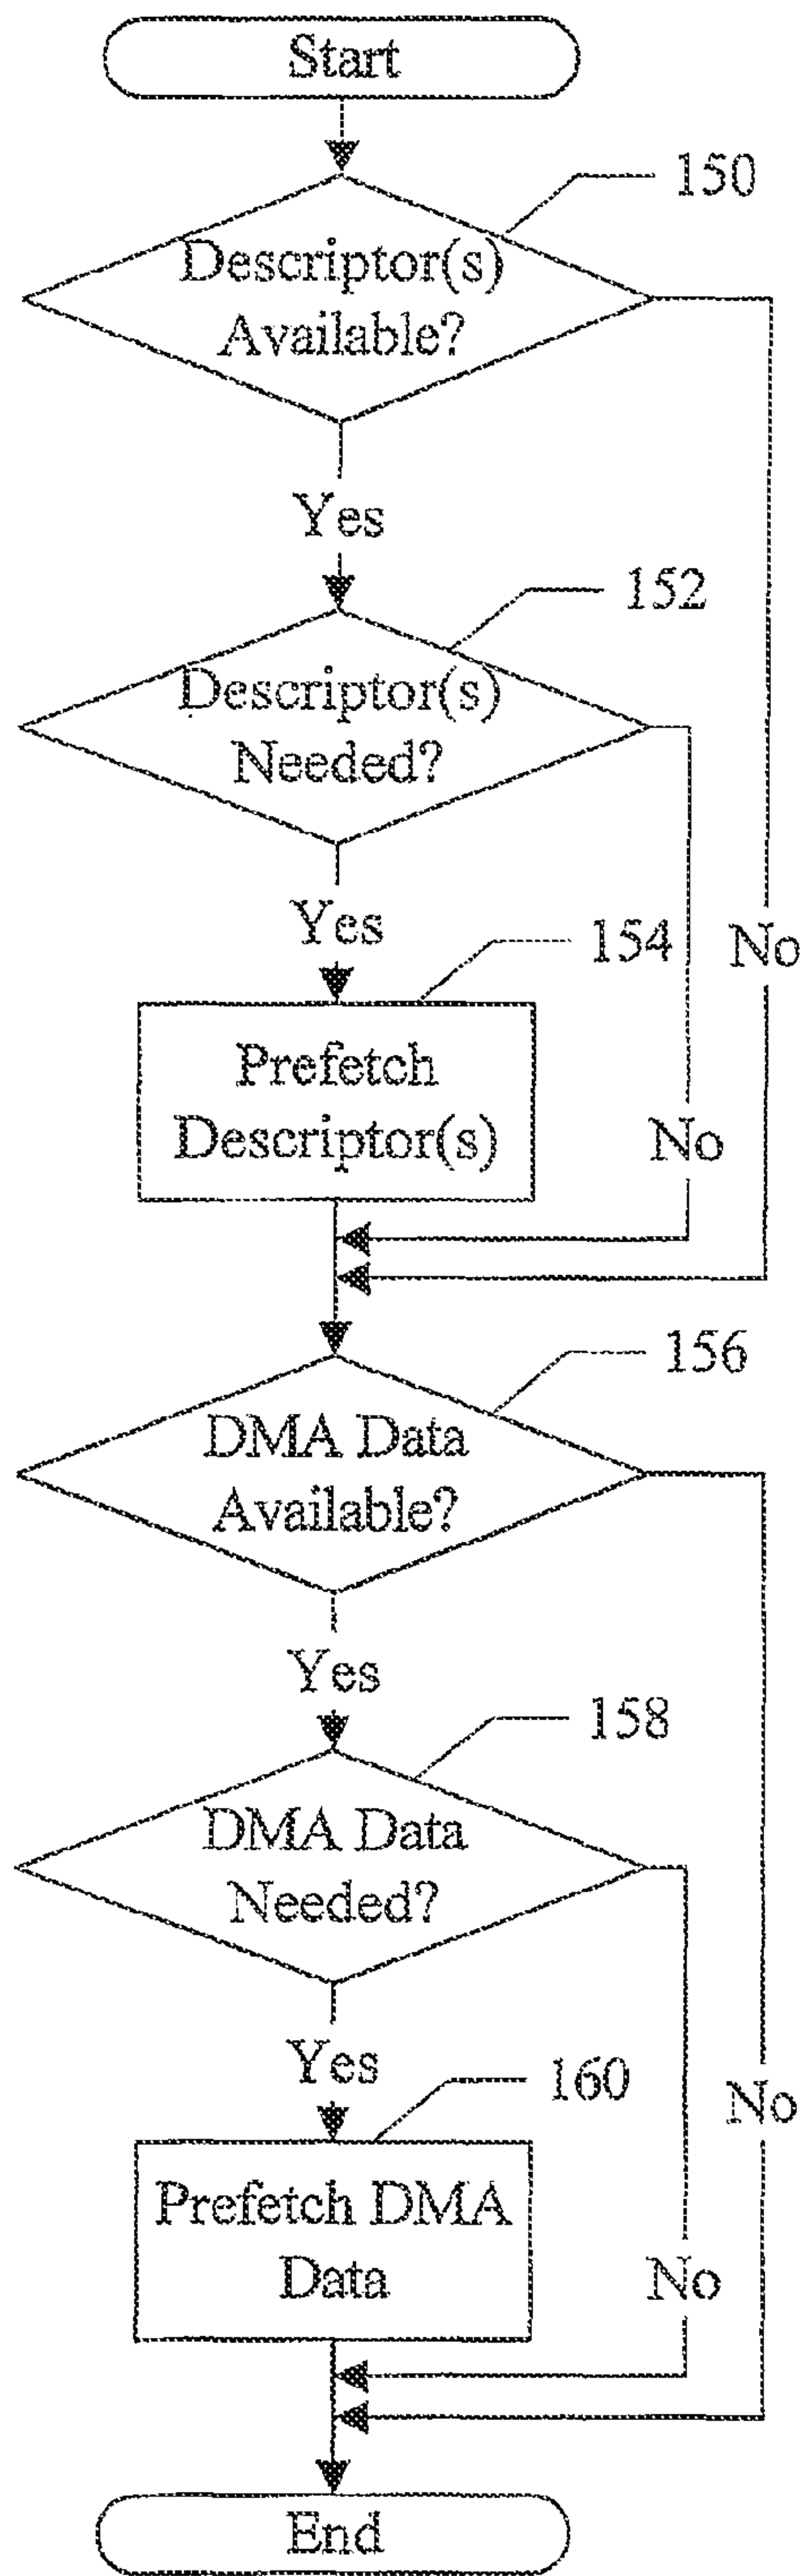 Start
150
Descriptor(s)
Available?
Yes
152
Descriptor(s)
Needed?
Yes
154
No
Prefetch
Descriptor(s)
No
156
DMA Data
Available?
Yes
158
DMA Data
Needed?
Yes
160
No
Prefetch DMA
Data
No
End